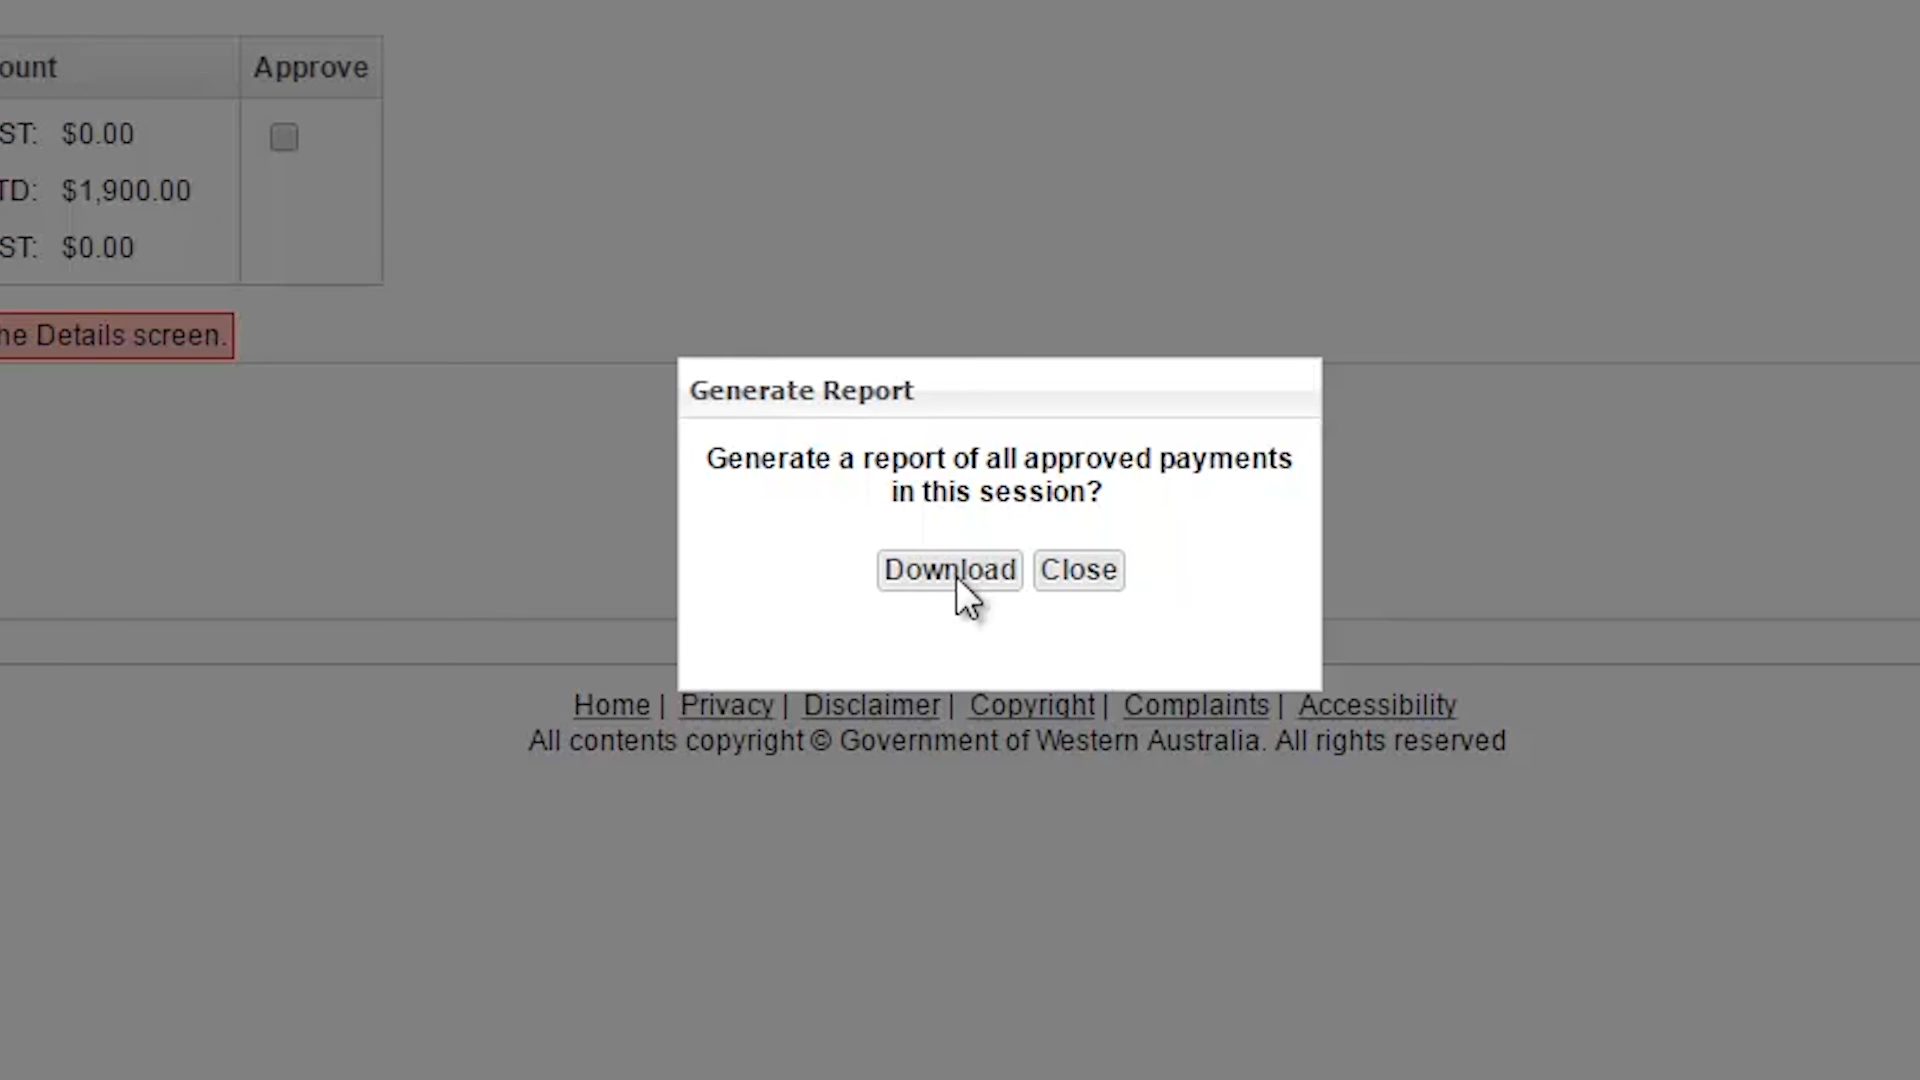 ount Approve
ST: $0.00
TD: $1,900.00
ST: $0.00
he Details screen.
Generate Report
Generate a report of all approved payments
in this session?
Download Close
Home | Privacy | Disclaimer | Copyright | Complaints | Accessibility
All contents copyright © Government of Western Australia. All rights reserved